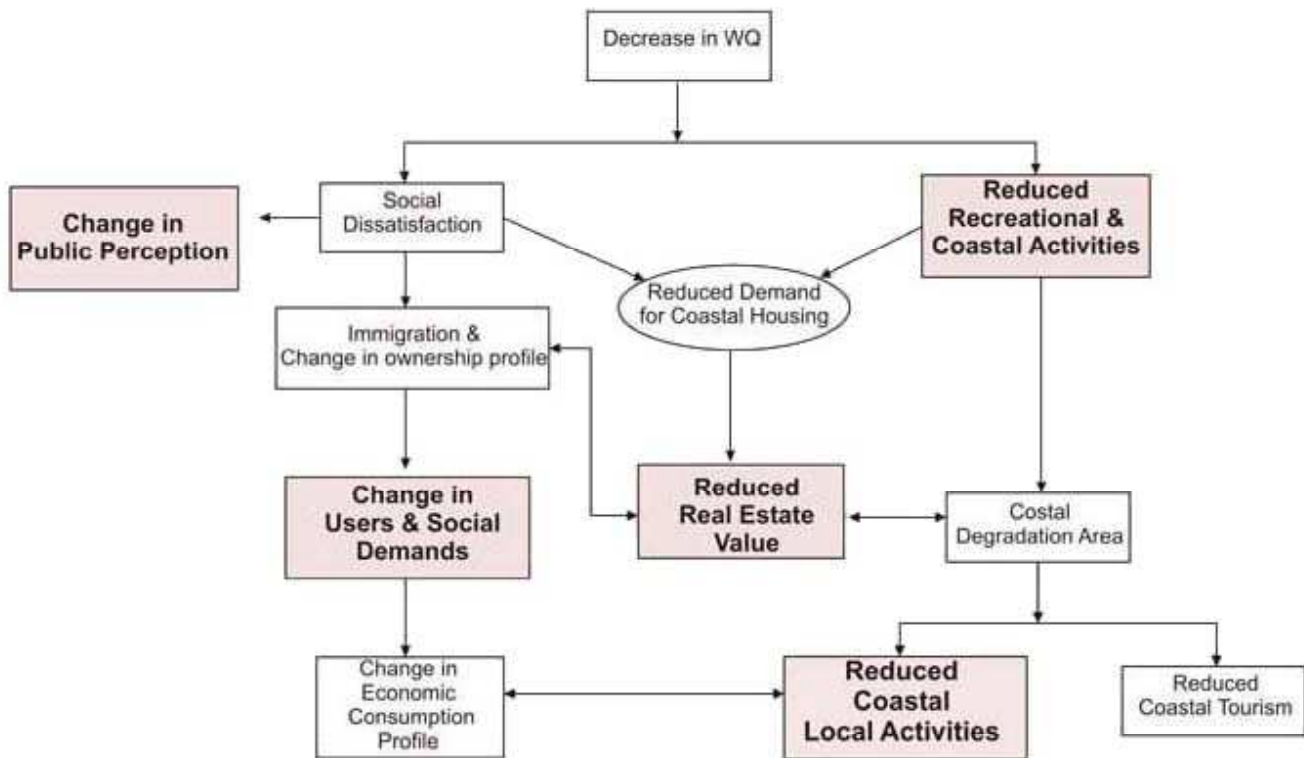 Decrease in WQ
Change in
Public Perception
Social
Dissatisfaction
Reduced
Recreational &
Coastal Activities
Reduced Demand
for Coastal Housing
Immigration &
Change in ownership profile
Change in
Users & Social
Demands
Reduced
Real Estate
Value
Costal
Degradation Area
Change in
Economic
Consumption
Profile
Reduced
Coastal
Local Activities
Reduced
Coastal Tourism